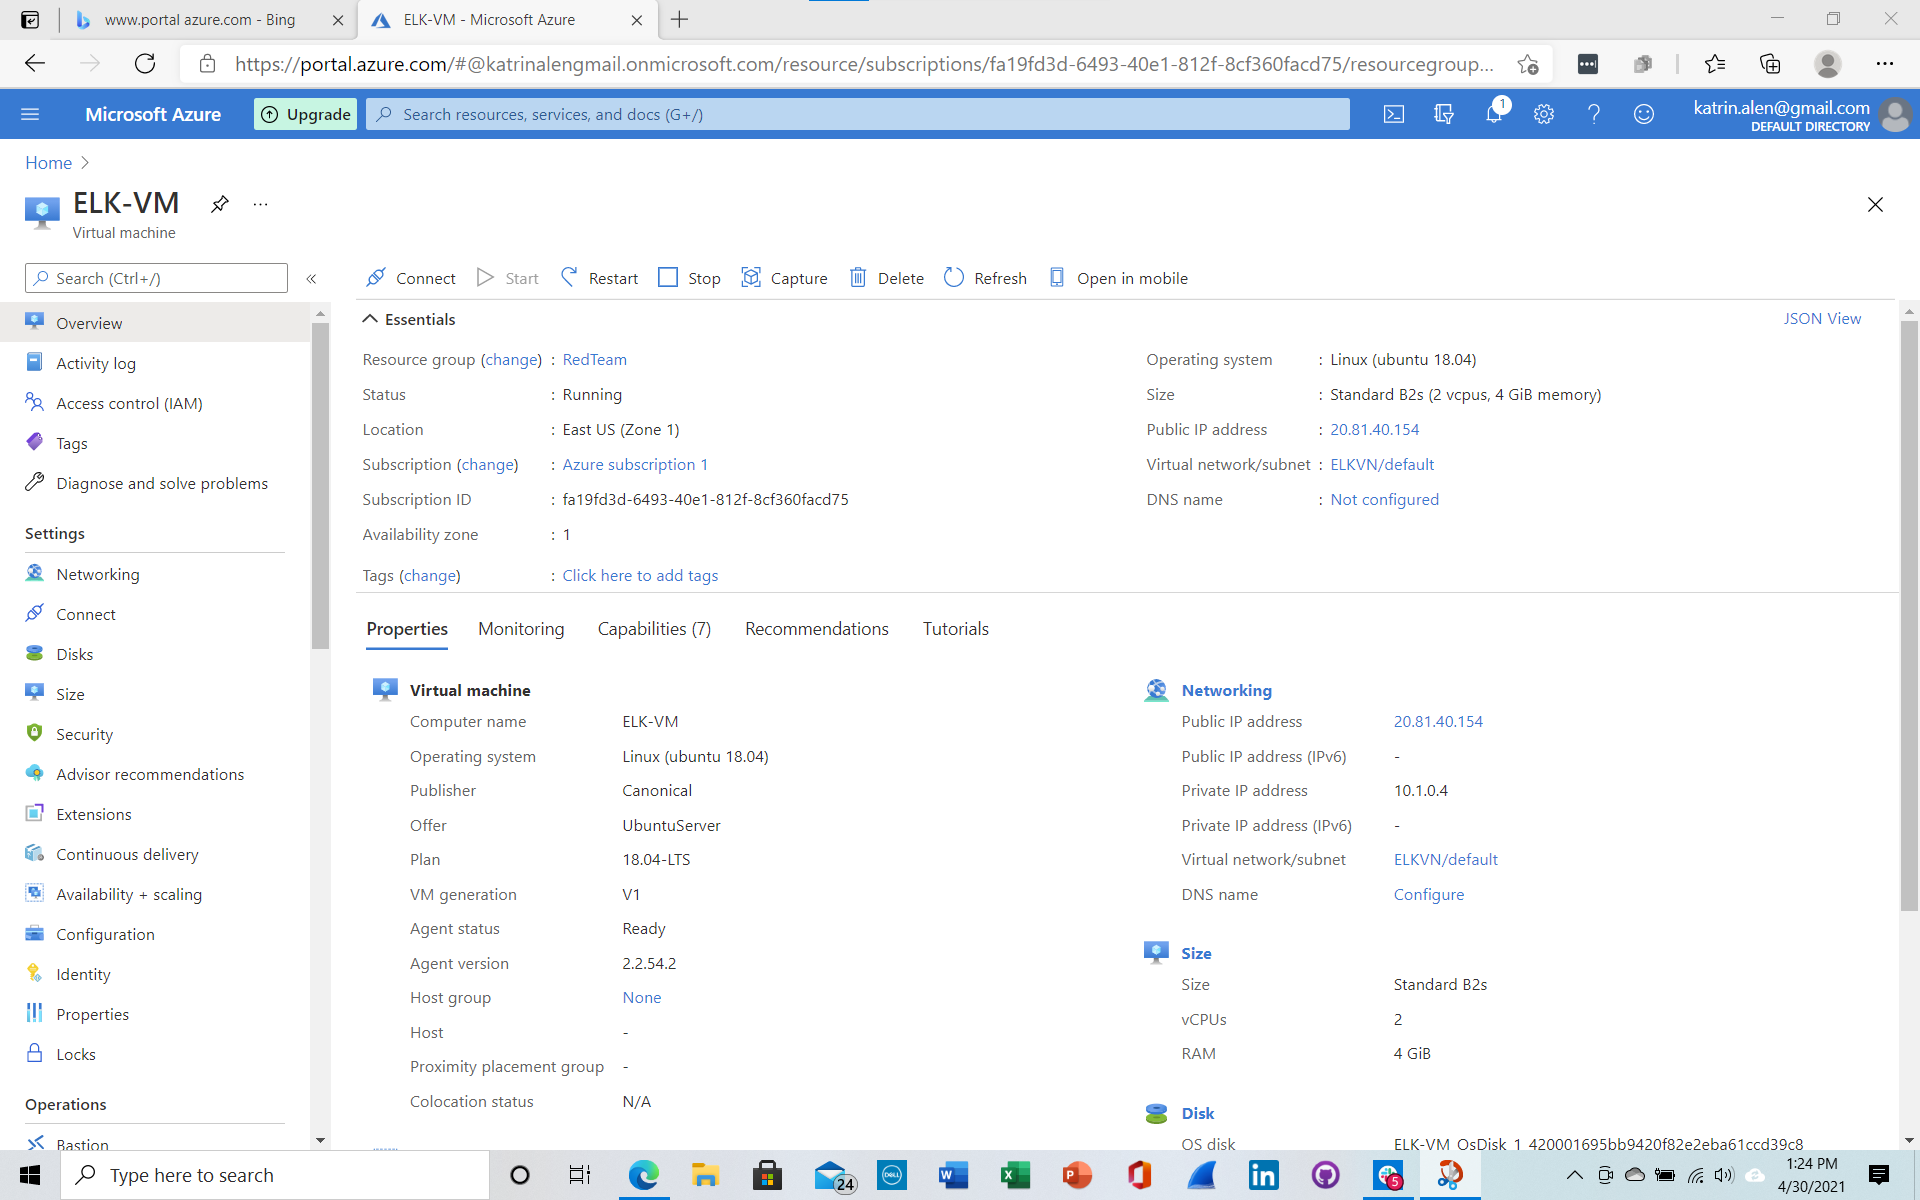 www.portal azure.com - Bing
ELK-VM - Microsoft Azure
https://portal.azure.com/#@katrinalengmail.onmicrosoft.com/resource/subscriptions/fa19fd3d-6493-40e1-812f-8cf360facd75/resourcegroup...
Microsoft Azure
Upgrade
Search resources, services, and docs (G+/)
1
katrin.alen@gmail.com
DEFAULT DIRECTORY
Home
ELK-VM
Virtual machine
Search (Ctrl+/)
Connect
Start
Restart
Stop
Capture
Delete
Refresh
Open in mobile
Overview
Activity log
Access control (IAM)
Tags
Diagnose and solve problems
Settings
Networking
Connect
Disks
Size
Security
Advisor recommendations
Extensions
Continuous delivery
Availability + scaling
Configuration
Identity
Properties
Locks
Operations
Bastion
Essentials
JSON View
Resource group (change) : RedTeam
Status : Running
Location : East US (Zone 1)
Subscription (change) : Azure subscription 1
Subscription ID : fa19fd3d-6493-40e1-812f-8cf360facd75
Availability zone : 1
Tags (change) : Click here to add tags
Operating system : Linux (ubuntu 18.04)
Size : Standard B2s (2 vcpus, 4 GiB memory)
Public IP address : 20.81.40.154
Virtual network/subnet : ELKVN/default
DNS name : Not configured
Properties
Monitoring
Capabilities (7)
Recommendations
Tutorials
Virtual machine
Computer name ELK-VM
Operating system Linux (ubuntu 18.04)
Publisher Canonical
Offer UbuntuServer
Plan 18.04-LTS
VM generation V1
Agent status Ready
Agent version 2.2.54.2
Host group None
Host -
Proximity placement group -
Colocation status N/A
Networking
Public IP address 20.81.40.154
Public IP address (IPv6) -
Private IP address 10.1.0.4
Private IP address (IPv6) -
Virtual network/subnet ELKVN/default
DNS name Configure
Size
Size Standard B2s
vCPUs 2
RAM 4 GiB
Disk
OS disk ELK-VM_OsDisk_1_420001695bb9420f82e2eba61ccd39c8
Type here to search
24
DELL
5
1:24 PM
4/30/2021